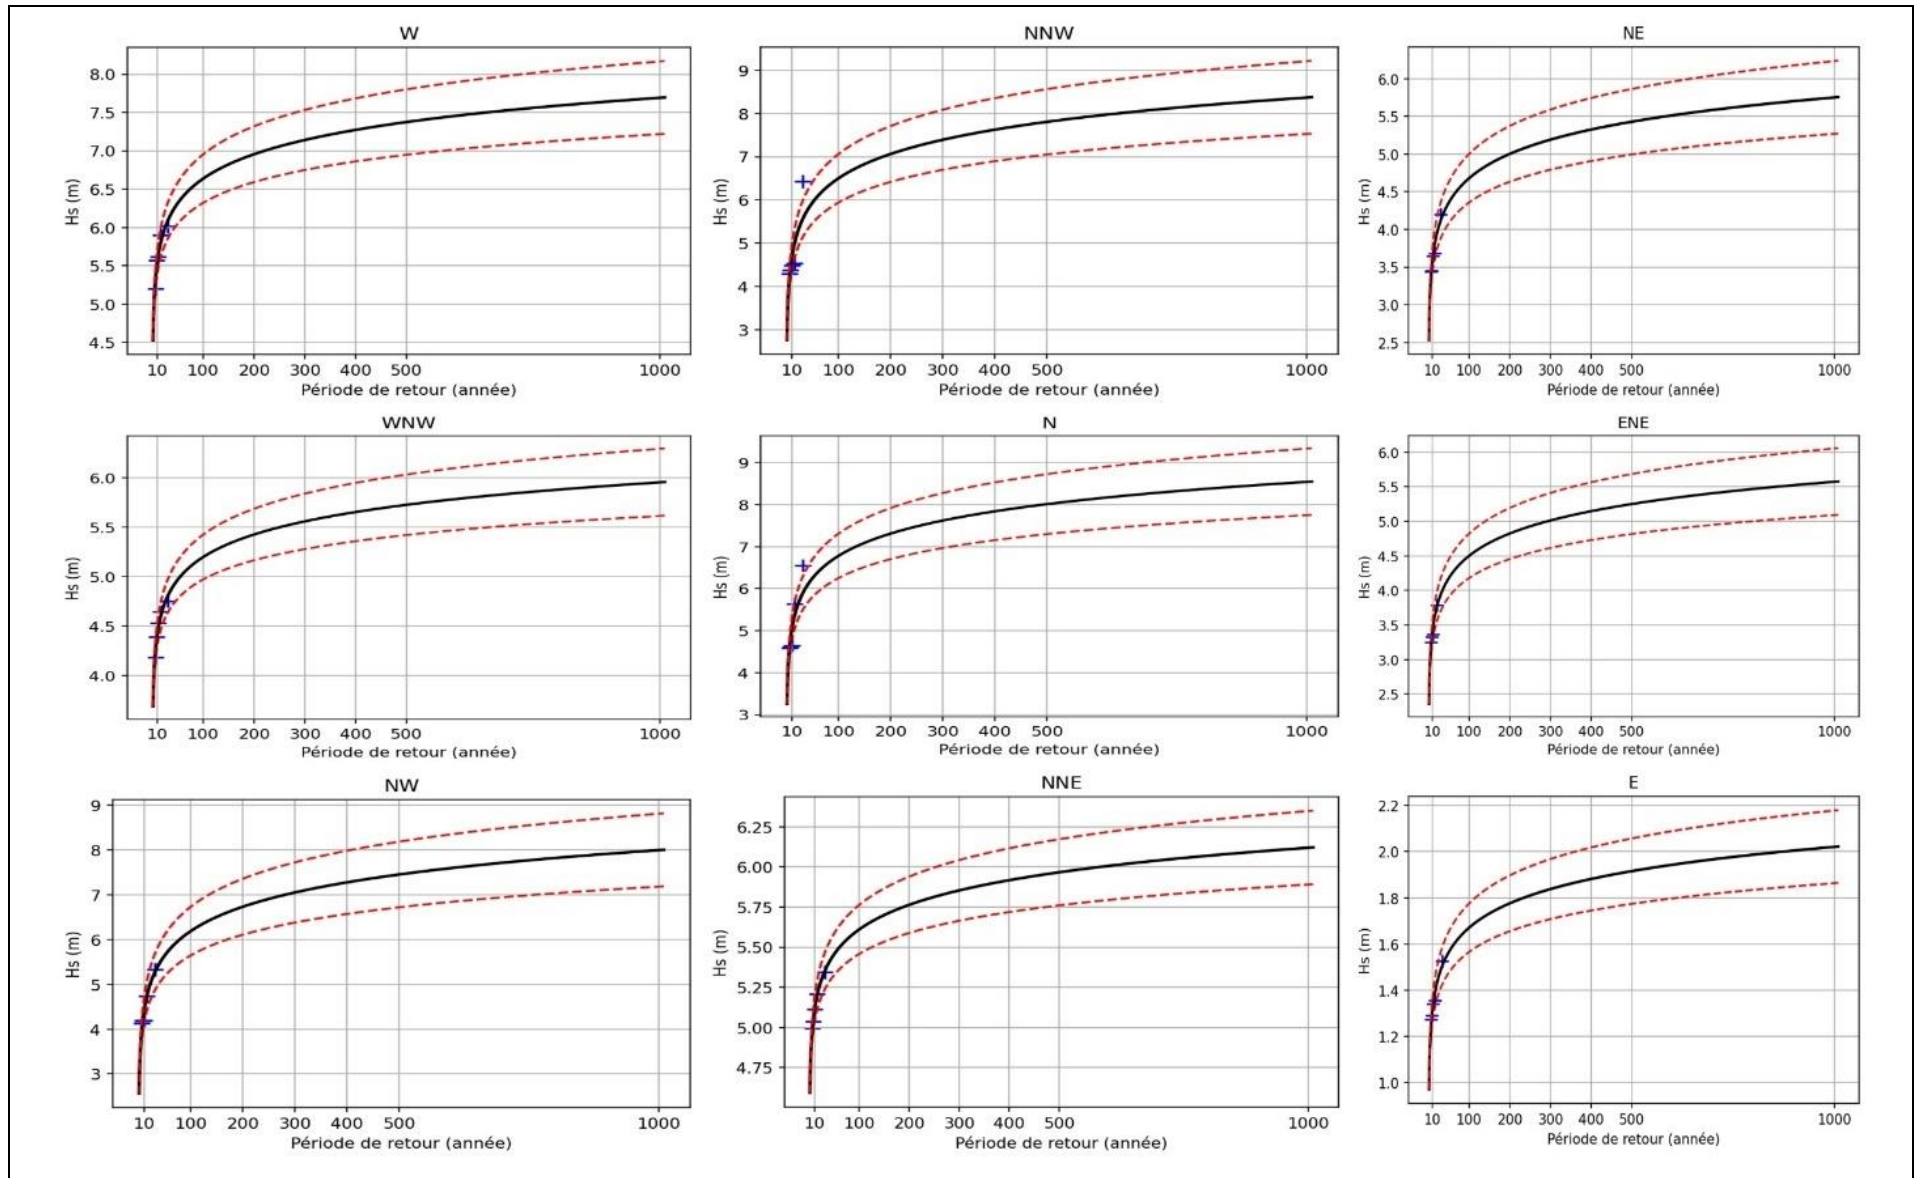 W
8.0
7.5
7.0
6.5
6.0
5.5
5.0
4.5
Hs (m)
10 100 200 300 400 500 1000
Période de retour (année)
NNW
9
8
7
6
5
4
3
Hs (m)
10 100 200 300 400 500 1000
Période de retour (année)
NE
6.0
5.5
5.0
4.5
4.0
3.5
3.0
2.5
Hs (m)
10 100 200 300 400 500 1000
Période de retour (année)
WNW
6.0
5.5
5.0
4.5
4.0
Hs (m)
10 100 200 300 400 500 1000
Période de retour (année)
N
9
8
7
6
5
4
3
Hs (m)
10 100 200 300 400 500 1000
Période de retour (année)
ENE
6.0
5.5
5.0
4.5
4.0
3.5
3.0
2.5
Hs (m)
10 100 200 300 400 500 1000
Période de retour (année)
NW
9
8
7
6
5
4
3
Hs (m)
10 100 200 300 400 500 1000
Période de retour (année)
NNE
6.25
6.00
5.75
5.50
5.25
5.00
4.75
Hs (m)
10 100 200 300 400 500 1000
Période de retour (année)
E
2.2
2.0
1.8
1.6
1.4
1.2
1.0
Hs (m)
10 100 200 300 400 500 1000
Période de retour (année)